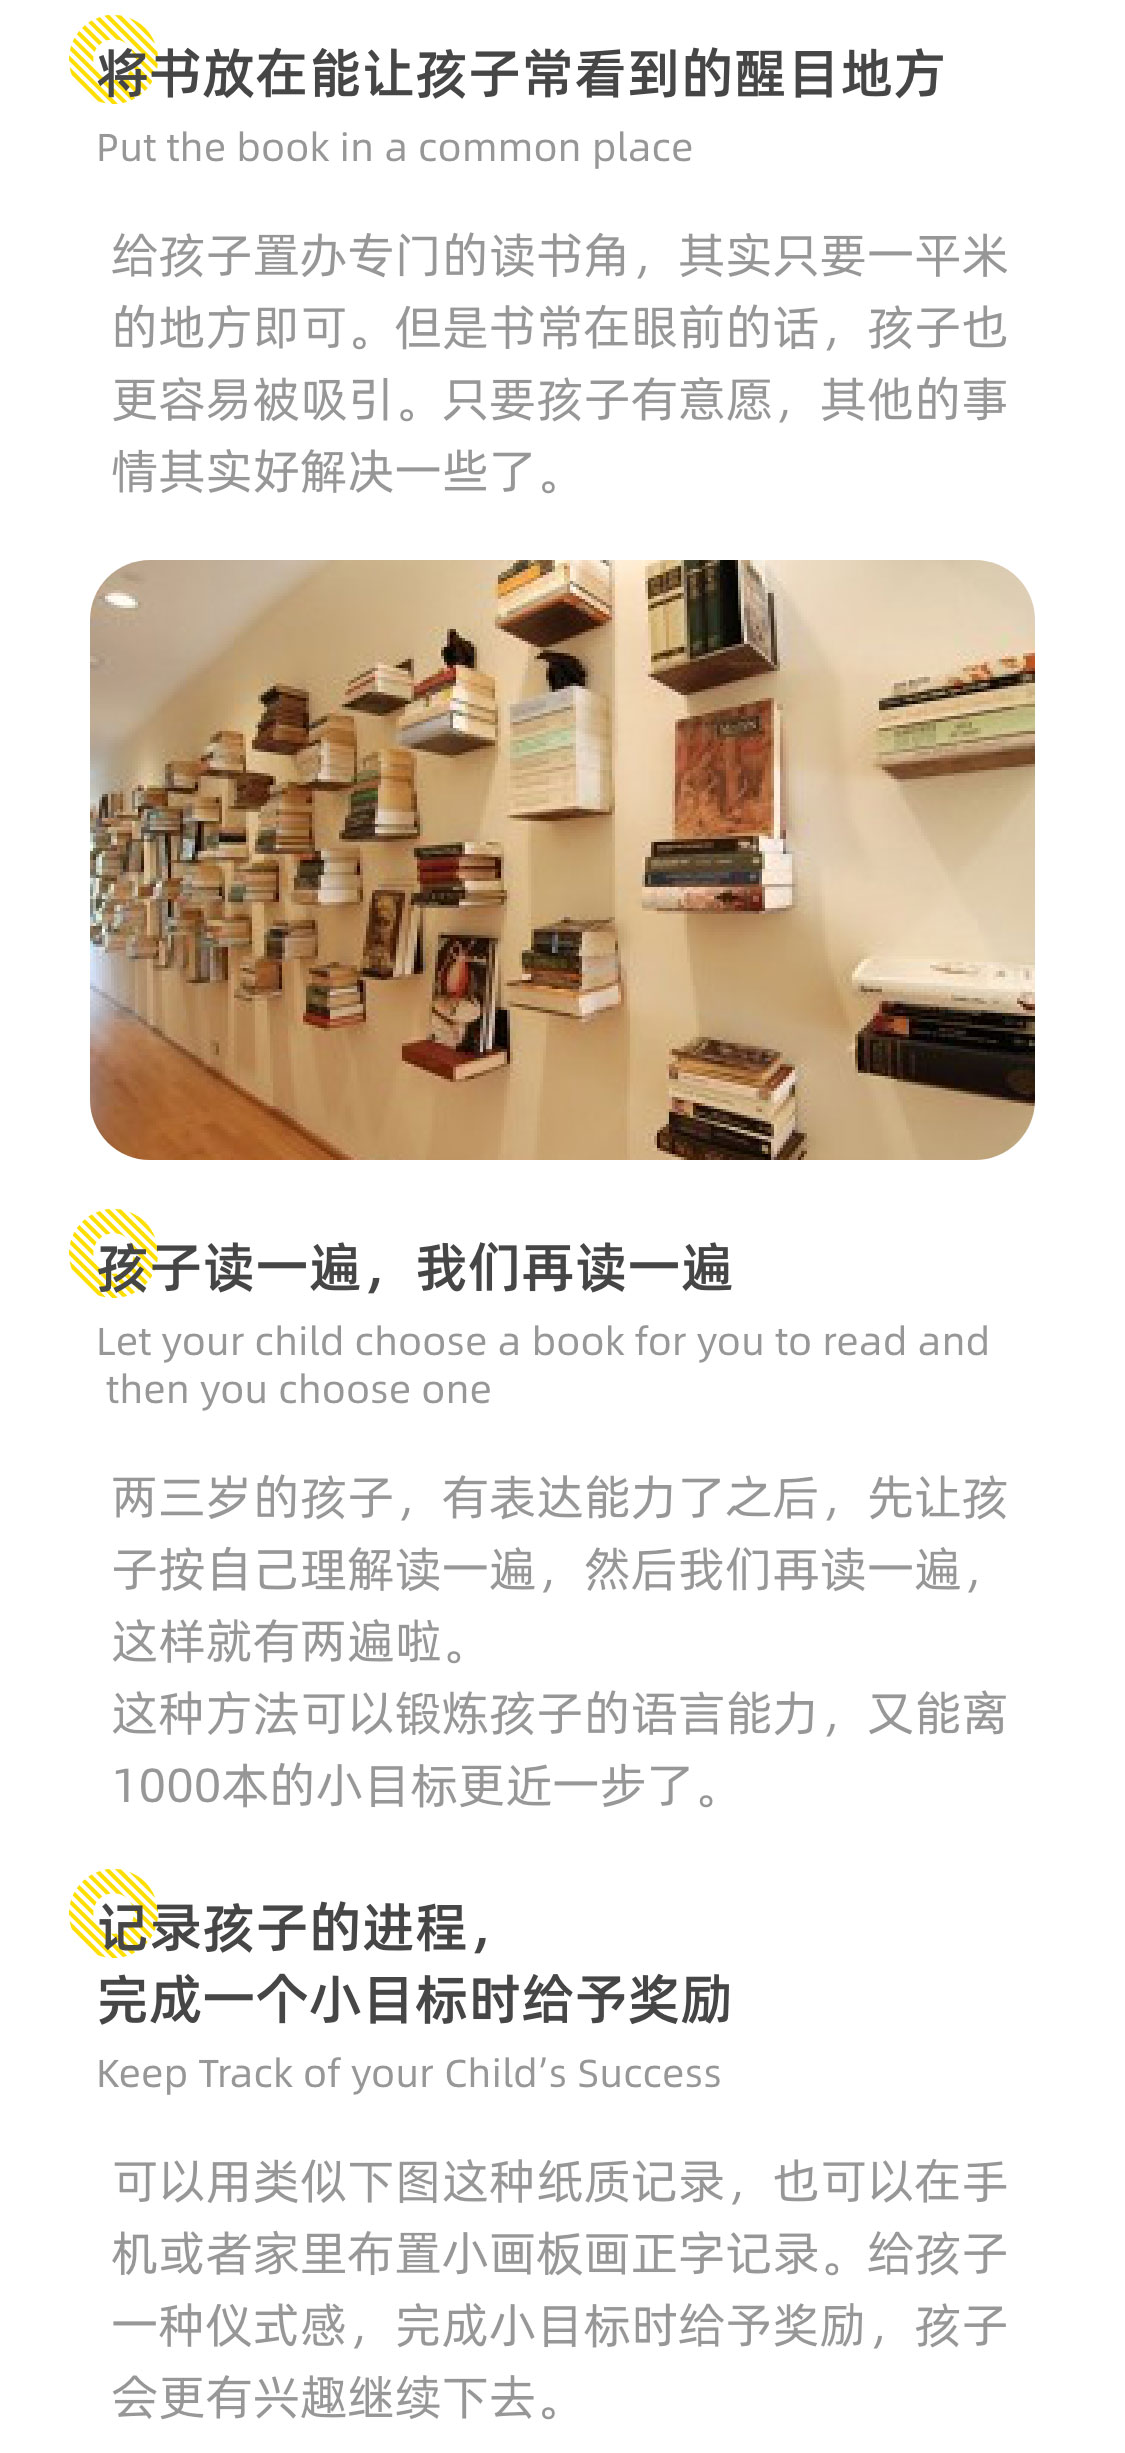 将书放在能让孩子常看到的醒目地方
Put the book in a common place
给孩子置办专门的读书角，其实只要一平米
的地方即可。但是书常在眼前的话，孩子也
更容易被吸引。只要孩子有意愿，其他的事
情其实好解决一些了。
孩子读一遍，我们再读一遍
Let your child choose a book for you to read and
then you choose one
两三岁的孩子，有表达能力了之后，先让孩
子按自己理解读一遍，然后我们再读一遍，
这样就有两遍啦。
这种方法可以锻炼孩子的语言能力，又能离
1000本的小目标更近一步了。
记录孩子的进程，
完成一个小目标时给予奖励
Keep Track of your Child’s Success
可以用类似下图这种纸质记录，也可以在手
机或者家里布置小画板画正字记录。给孩子
一种仪式感，完成小目标时给予奖励，孩子
会更有兴趣继续下去。